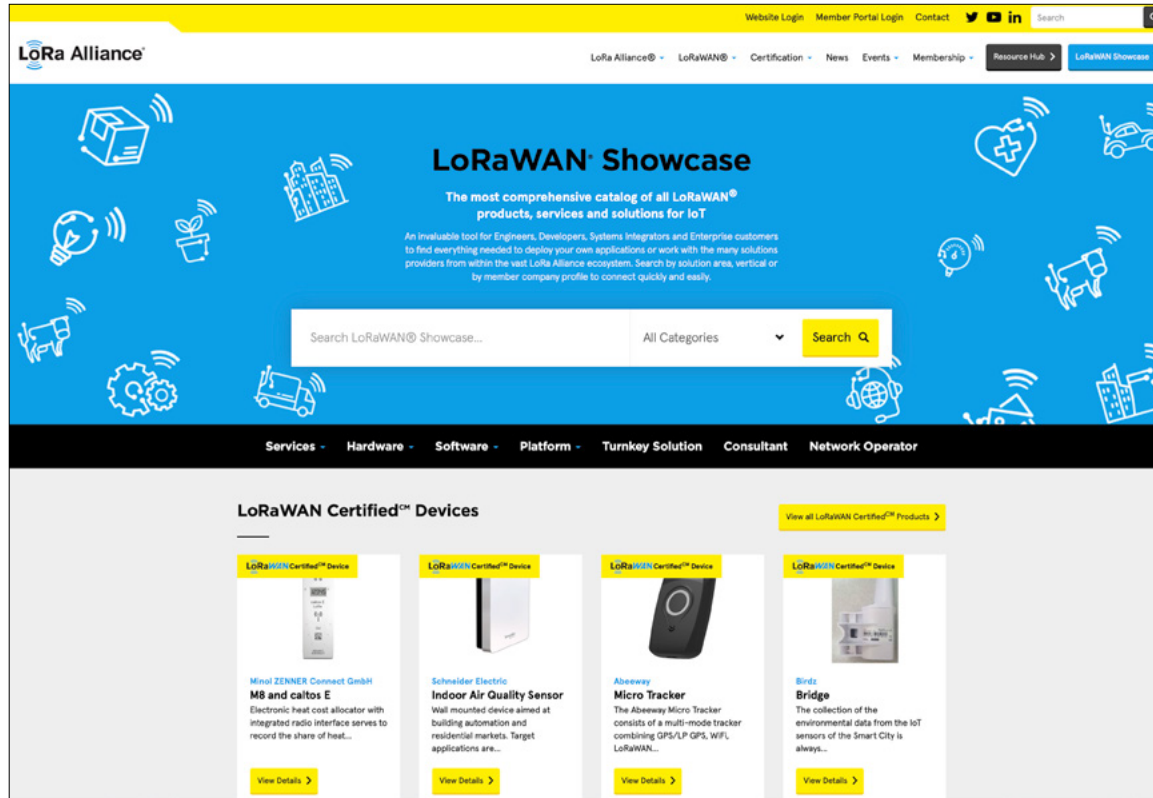 Website Login Member Portal Login Contact Search
LoRa Alliance®
LoRa Alliance® LoRaWAN® Certification News Events Membership Resource Hub LoRaWAN Showcase
LoRaWAN® Showcase
The most comprehensive catalog of all LoRaWAN®
products, services and solutions for IoT
An invaluable tool for Engineers, Developers, Systems Integrators and Enterprise customers
to find everything needed to deploy your own applications or work with the many solutions
providers from within the vast LoRa Alliance ecosystem. Search by solution area, vertical or
by member company profile to connect quickly and easily.
Search LoRaWAN® Showcase... All Categories Search
Services Hardware Software Platform Turnkey Solution Consultant Network Operator
LoRaWAN Certified℠ Devices
View all LoRaWAN Certified℠ Products
LoRaWAN Certified℠ Device
Minol ZENNER Connect GmbH
M8 and caltos E
Electronic heat cost allocator with
integrated radio interface serves to
record the share of heat...
View Details
LoRaWAN Certified℠ Device
Schneider Electric
Indoor Air Quality Sensor
Wall mounted device aimed at
building automation and
residential markets. Target
applications are...
View Details
LoRaWAN Certified℠ Device
Abeeway
Micro Tracker
The Abeeway Micro Tracker
consists of a multi-mode tracker
combining GPS/LP GPS, WiFi,
LoRaWAN...
View Details
LoRaWAN Certified℠ Device
Birdz
Bridge
The collection of the
environmental data from the IoT
sensors of the Smart City is
always...
View Details